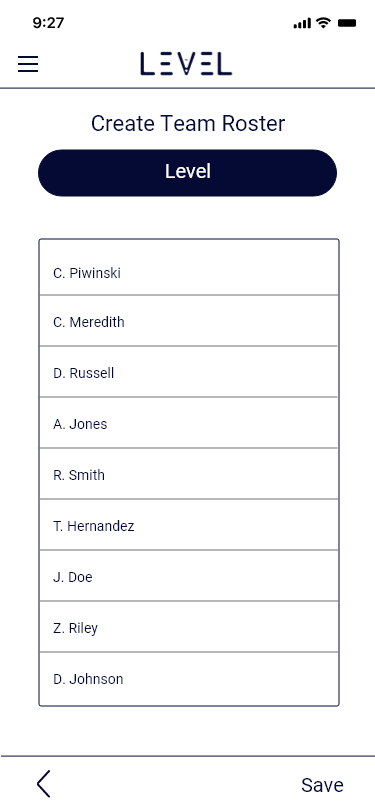 9:27
LEVEL
Create Team Roster
Level
C. Piwinski
C. Meredith
D. Russell
A. Jones
R. Smith
T. Hernandez
J. Doe
Z. Riley
D. Johnson
Save